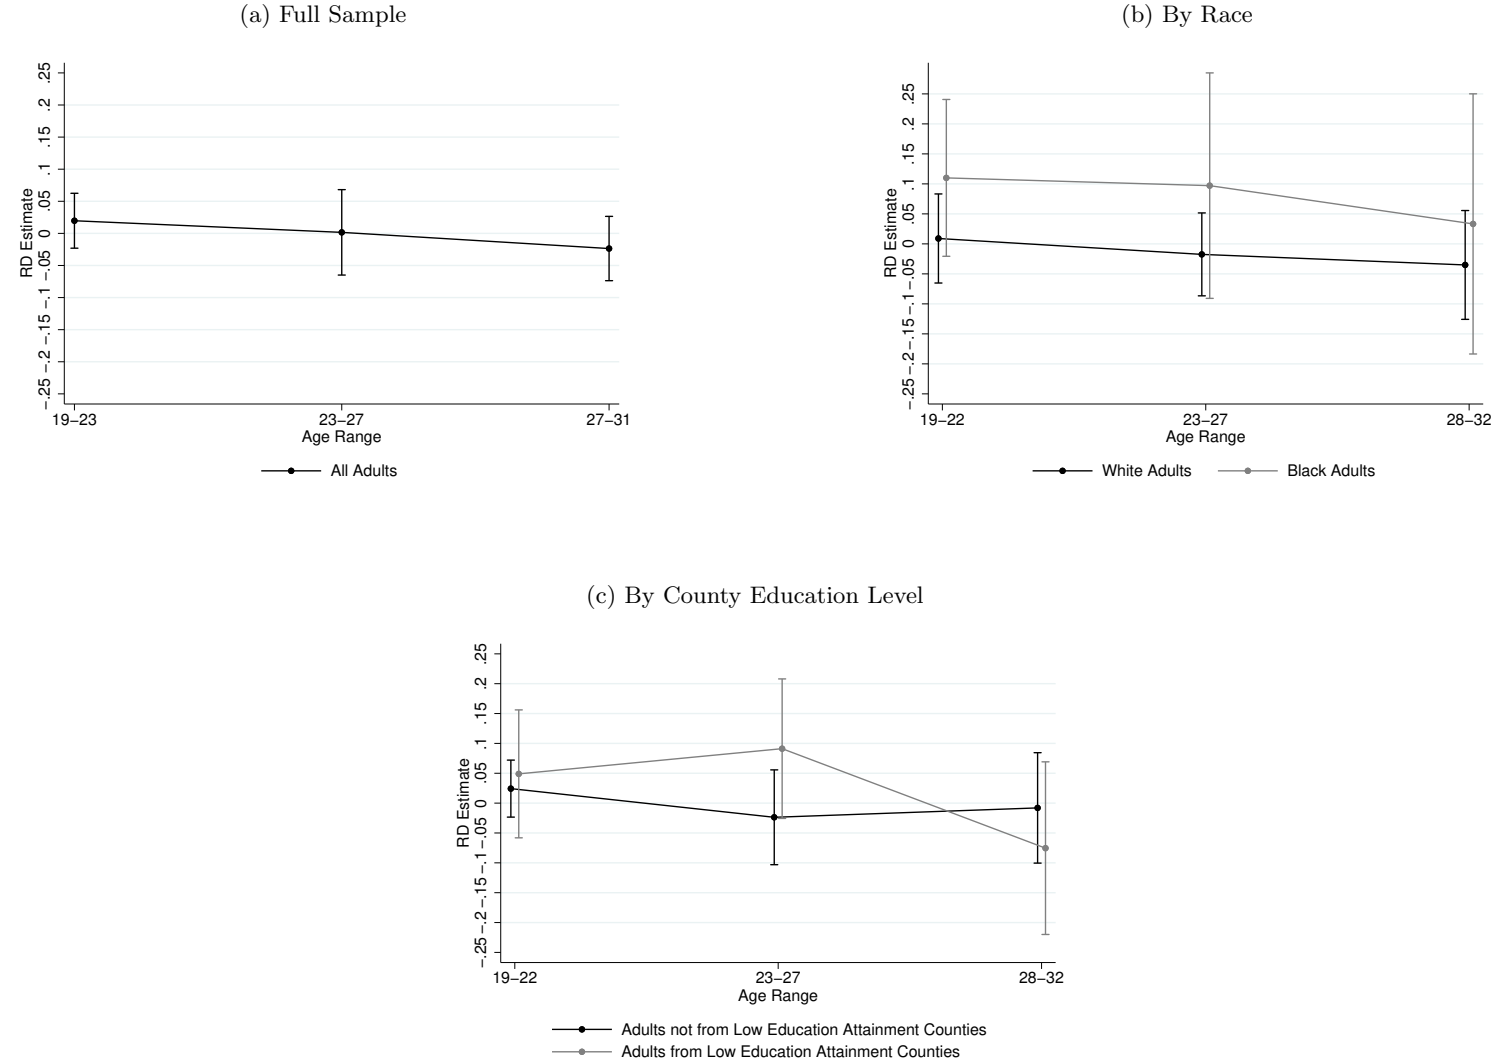 (a) Full Sample
RD Estimate
.25
.2
.15
.1
.05
0
−.05
−.1
−.15
−.2
−.25
19−23 23−27 27−31
Age Range
All Adults
(b) By Race
RD Estimate
.25
.2
.15
.1
.05
0
−.05
−.1
−.15
−.2
−.25
19−22 23−27 28−32
Age Range
White Adults Black Adults
(c) By County Education Level
RD Estimate
.25
.2
.15
.1
.05
0
−.05
−.1
−.15
−.2
−.25
19−22 23−27 28−32
Age Range
Adults not from Low Education Attainment Counties
Adults from Low Education Attainment Counties